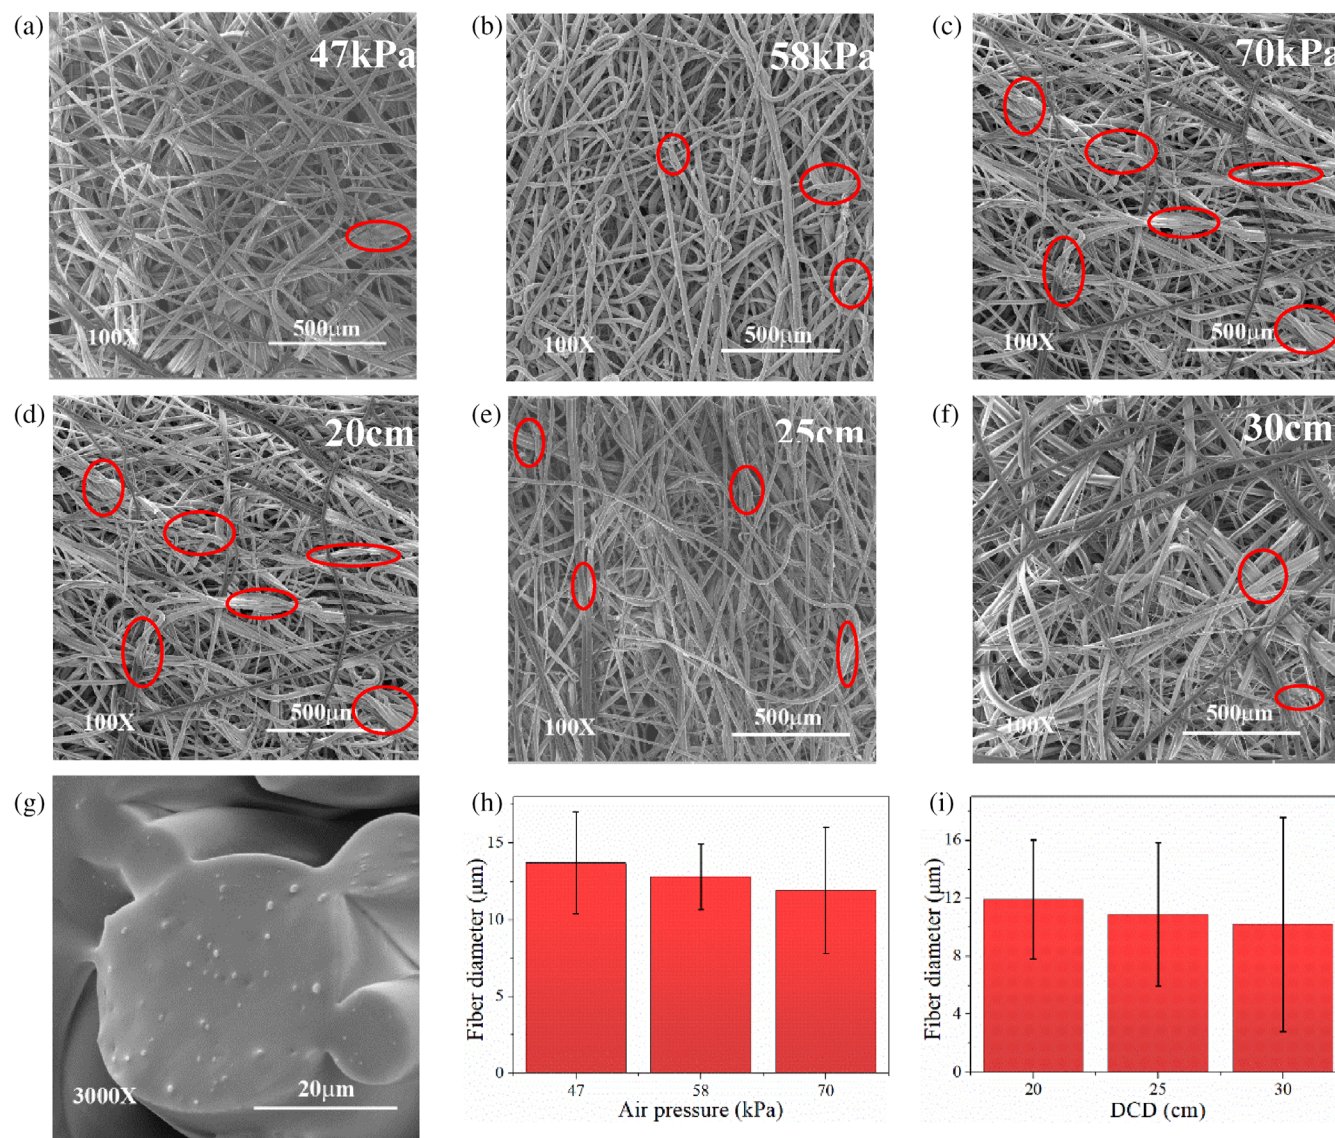 (a)
47kPa
100X
500μm
(b)
58kPa
100X
500μm
(c)
70kPa
100X
500μm
(d)
20cm
100X
500μm
(e)
25cm
100X
500μm
(f)
30cm
100X
500μm
(g)
3000X
20μm
(h)
Fiber diameter (μm)
15
10
5
0
47
58
70
Air pressure (kPa)
(i)
Fiber diameter (μm)
16
12
8
4
0
20
25
30
DCD (cm)